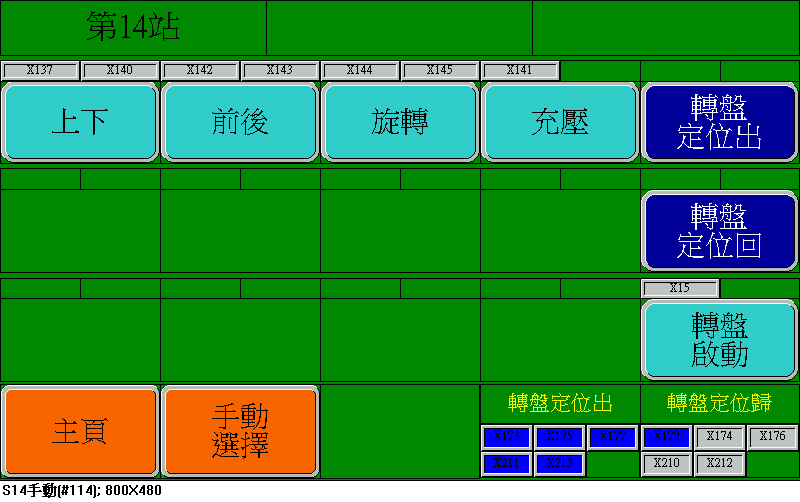 第14站
X137 X140 X142 X143 X144 X145 X141
上下 前後 旋轉 充壓 轉盤
定位出
轉盤
定位回
X15
轉盤
啟動
主頁 手動
選擇
轉盤定位出 轉盤定位歸
X173 X175 X177 X172 X174 X176
X211 X213 X210 X212
S14手動(#114); 800X480